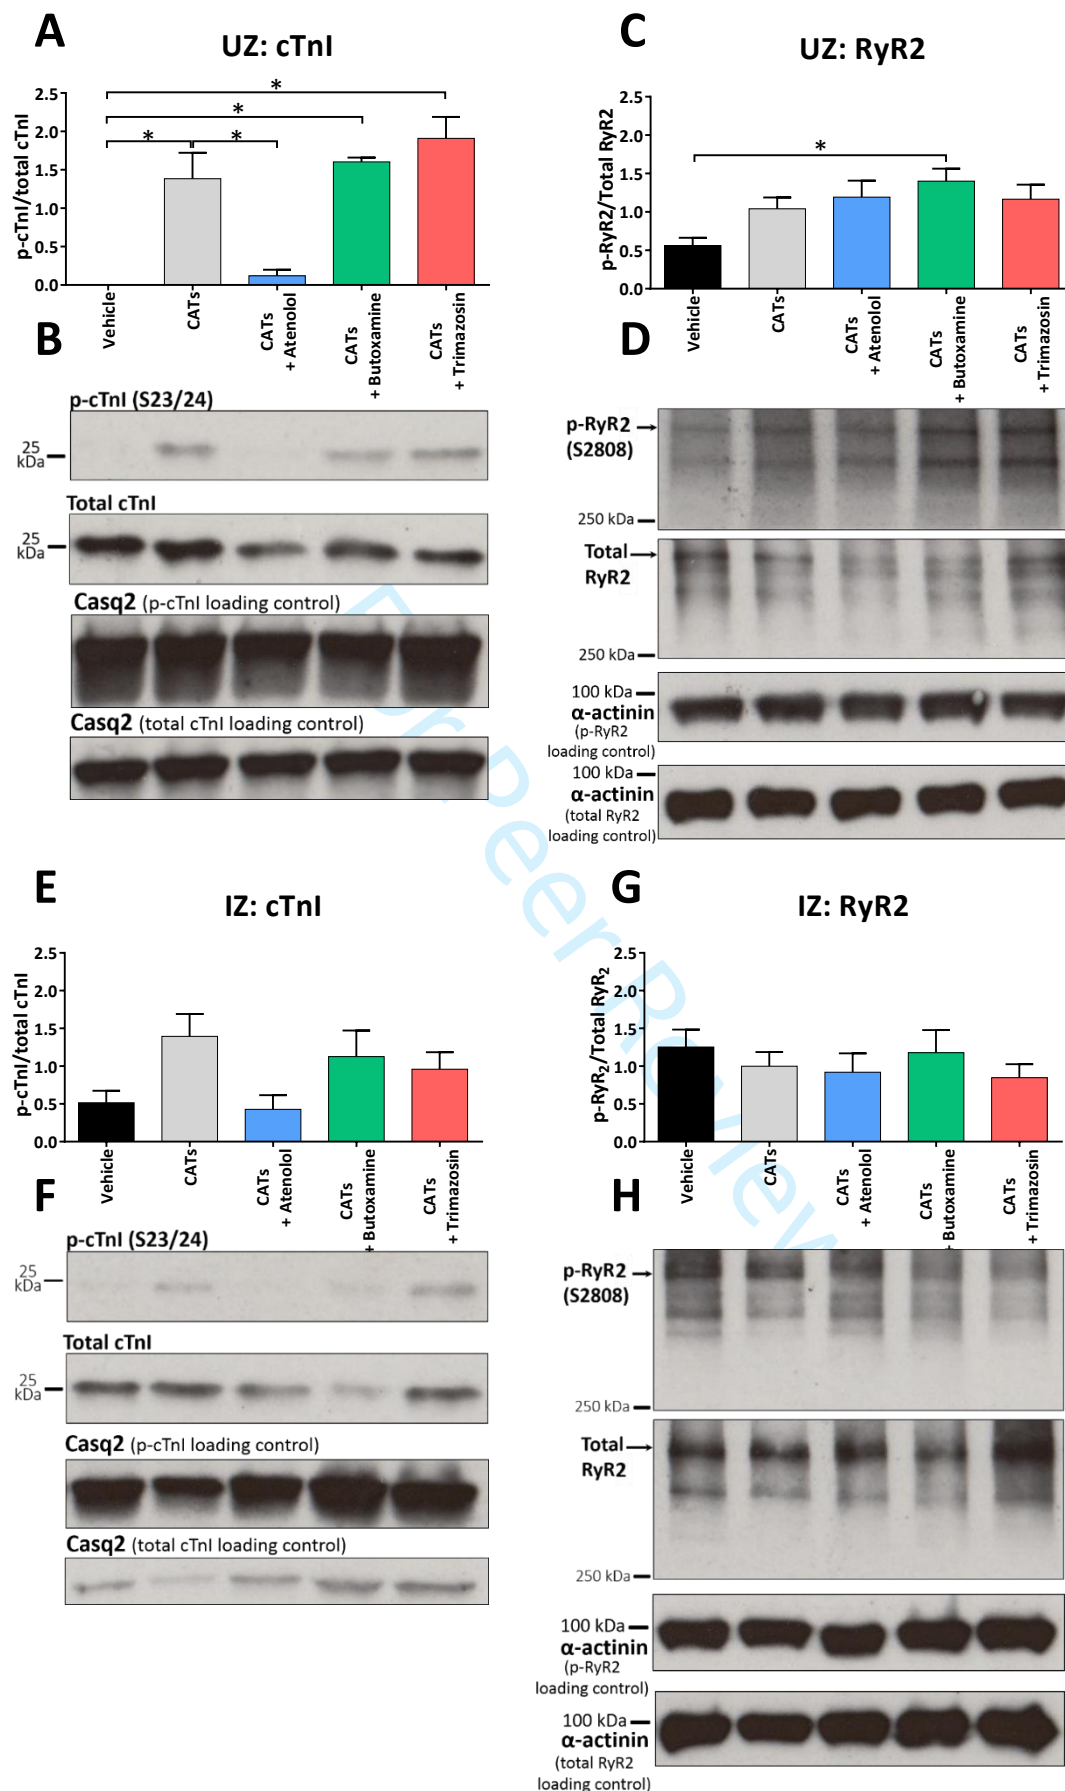 A
UZ: cTnI
*
*
*
*
p-cTnI/total cTnI
2.5
2.0
1.5
1.0
0.5
0.0
Vehicle
CATs
CATs
+ Atenolol
CATs
+ Butoxamine
CATs
+ Trimazosin
B
p-cTnI (S23/24)
25
kDa
Total cTnI
25
kDa
Casq2 (p-cTnI loading control)
Casq2 (total cTnI loading control)
C
UZ: RyR2
*
p-RyR2/Total RyR2
2.5
2.0
1.5
1.0
0.5
0.0
Vehicle
CATs
CATs
+ Atenolol
CATs
+ Butoxamine
CATs
+ Trimazosin
D
p-RyR2
(S2808)
250 kDa
Total
RyR2
250 kDa
100 kDa
α-actinin
(p-RyR2
loading control)
100 kDa
α-actinin
(total RyR2
loading control)
E
IZ: cTnI
p-cTnI/total cTnI
2.5
2.0
1.5
1.0
0.5
0.0
Vehicle
CATs
CATs
+ Atenolol
CATs
+ Butoxamine
CATs
+ Trimazosin
F
p-cTnI (S23/24)
25
kDa
Total cTnI
25
kDa
Casq2 (p-cTnI loading control)
Casq2 (total cTnI loading control)
G
IZ: RyR2
p-RyR₂/Total RyR₂
2.5
2.0
1.5
1.0
0.5
0.0
Vehicle
CATs
CATs
+ Atenolol
CATs
+ Butoxamine
CATs
+ Trimazosin
H
p-RyR2
(S2808)
250 kDa
Total
RyR2
250 kDa
100 kDa
α-actinin
(p-RyR2
loading control)
100 kDa
α-actinin
(total RyR2
loading control)
For Peer Review